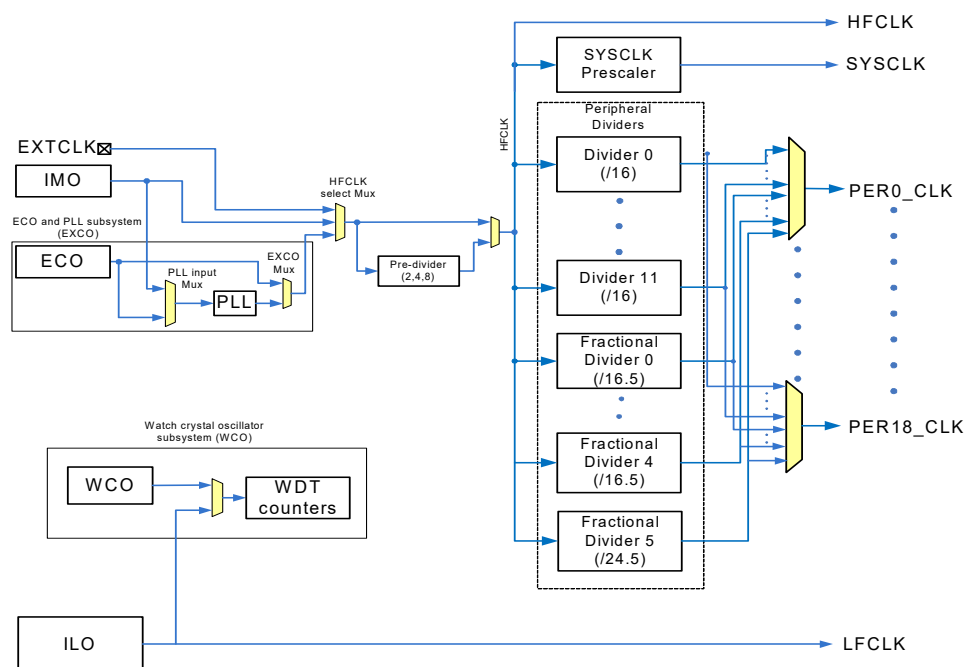 HFCLK
SYSCLK
Prescaler
SYSCLK
Peripheral
Dividers
HFCLK
EXTCLK
IMO
HFCLK
select Mux
Divider 0
(/16)
PER0_CLK
ECO and PLL subsystem
(EXCO)
ECO
EXCO
Mux
PLL input
Mux
PLL
Pre-divider
(2,4,8)
Divider 11
(/16)
Fractional
Divider 0
(/16.5)
PER18_CLK
Watch crystal oscillator
subsystem (WCO)
WCO
WDT
counters
Fractional
Divider 4
(/16.5)
Fractional
Divider 5
(/24.5)
ILO
LFCLK